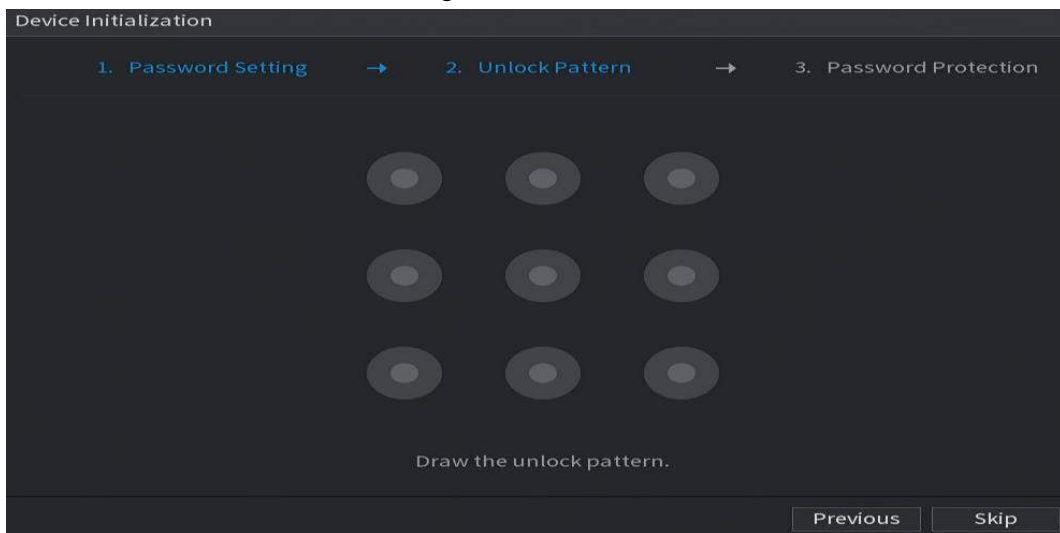 Device Initialization
1. Password Setting → 2. Unlock Pattern → 3. Password Protection
Draw the unlock pattern.
Previous Skip